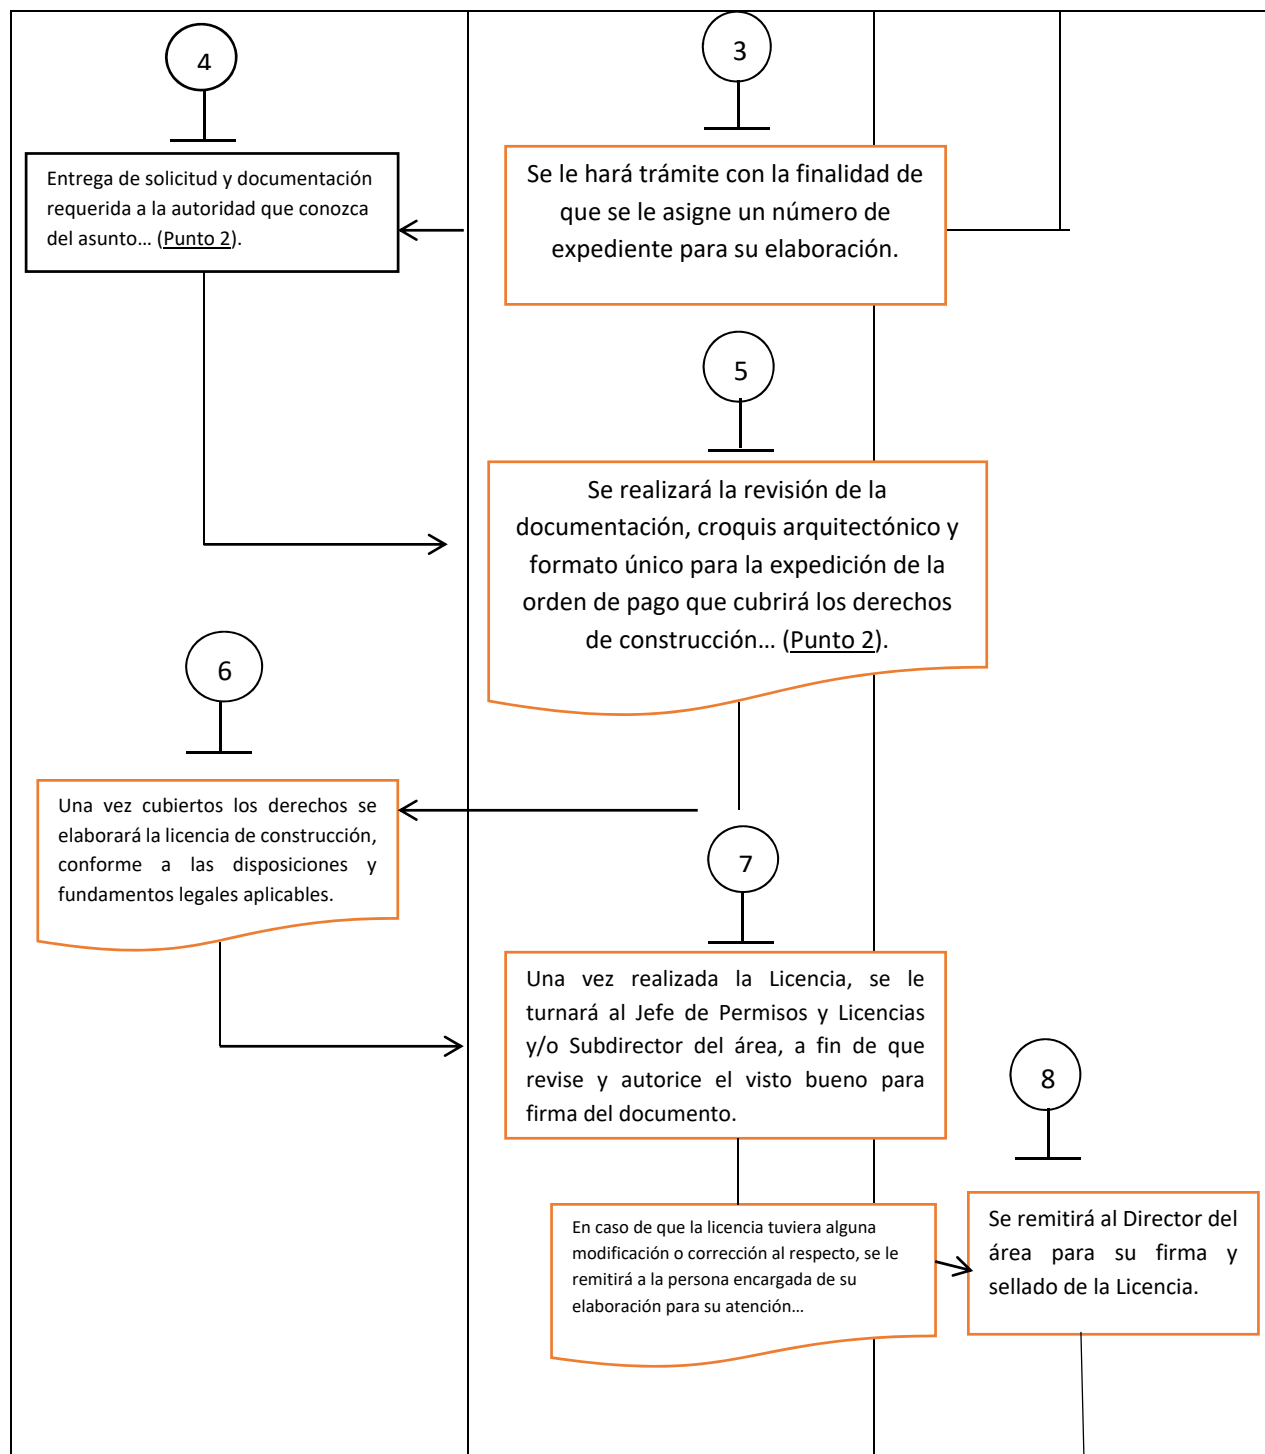 4
Entrega de solicitud y documentación
requerida a la autoridad que conozca
del asunto... (Punto 2).
3
Se le hará trámite con la finalidad de
que se le asigne un número de
expediente para su elaboración.
5
Se realizará la revisión de la
documentación, croquis arquitectónico y
formato único para la expedición de la
orden de pago que cubrirá los derechos
de construcción... (Punto 2).
6
Una vez cubiertos los derechos se
elaborará la licencia de construcción,
conforme a las disposiciones y
fundamentos legales aplicables.
7
Una vez realizada la Licencia, se le
turnará al Jefe de Permisos y Licencias
y/o Subdirector del área, a fin de que
revise y autorice el visto bueno para
firma del documento.
En caso de que la licencia tuviera alguna
modificación o corrección al respecto, se le
remitirá a la persona encargada de su
elaboración para su atención...
8
Se remitirá al Director del
área para su firma y
sellado de la Licencia.